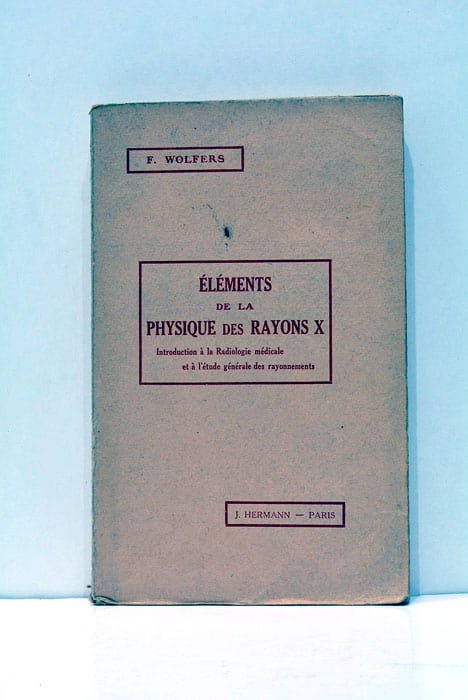 F. WOLFERS
ÉLÉMENTS
DE LA
PHYSIQUE DES RAYONS X
Introduction à la Radiologie médicale
et à l'étude générale des rayonnements
J. HERMANN — PARIS